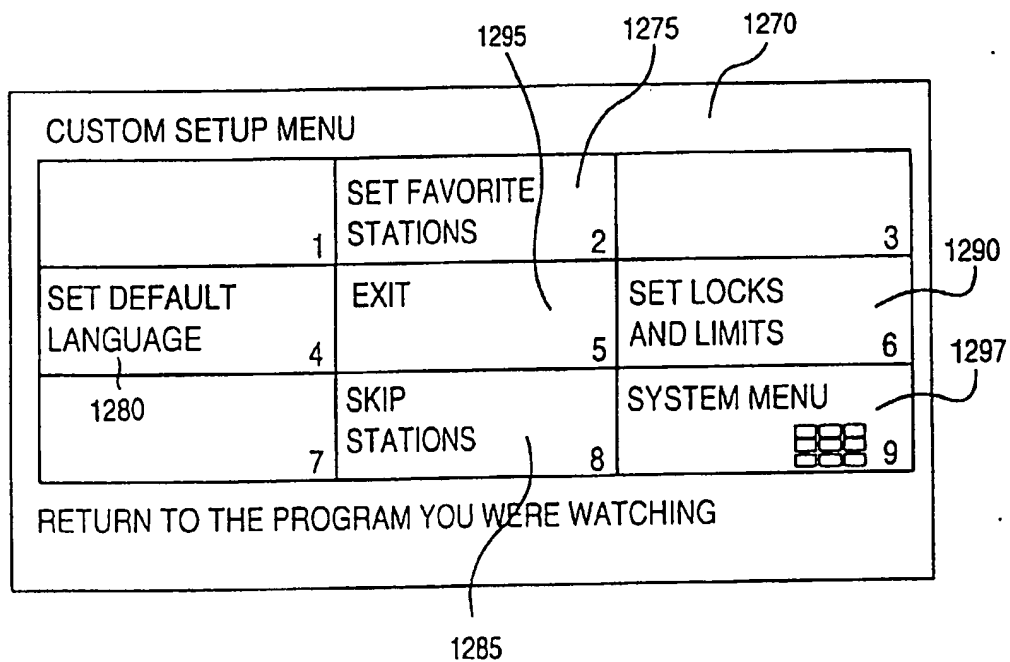 1295
1275
1270
CUSTOM SETUP MENU
1
SET FAVORITE
STATIONS
2
3
SET DEFAULT
LANGUAGE
4
EXIT
5
SET LOCKS
AND LIMITS
6
1290
1280
7
SKIP
STATIONS
8
SYSTEM MENU
9
1297
RETURN TO THE PROGRAM YOU WERE WATCHING
1285